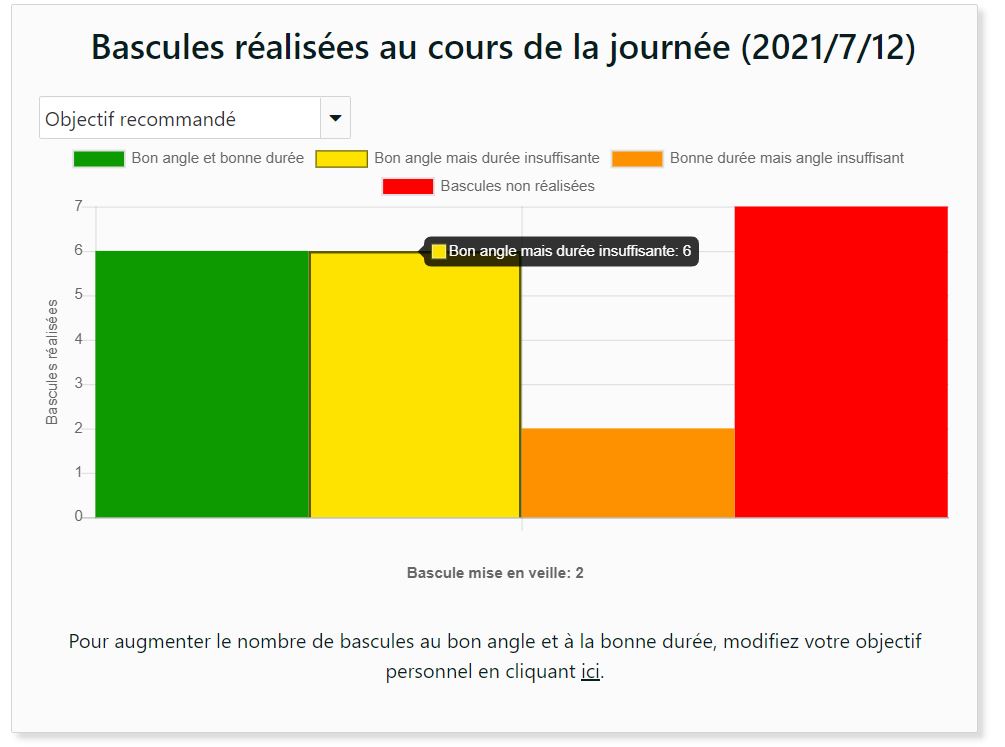 Bascules réalisées au cours de la journée (2021/7/12)
Objectif recommandé
Bon angle et bonne durée
Bon angle mais durée insuffisante
Bonne durée mais angle insuffisant
Bascules non réalisées
Bascules réalisées
7
6
5
4
3
2
1
0
Bon angle mais durée insuffisante: 6
Bascule mise en veille: 2
Pour augmenter le nombre de bascules au bon angle et à la bonne durée, modifiez votre objectif
personnel en cliquant ici.